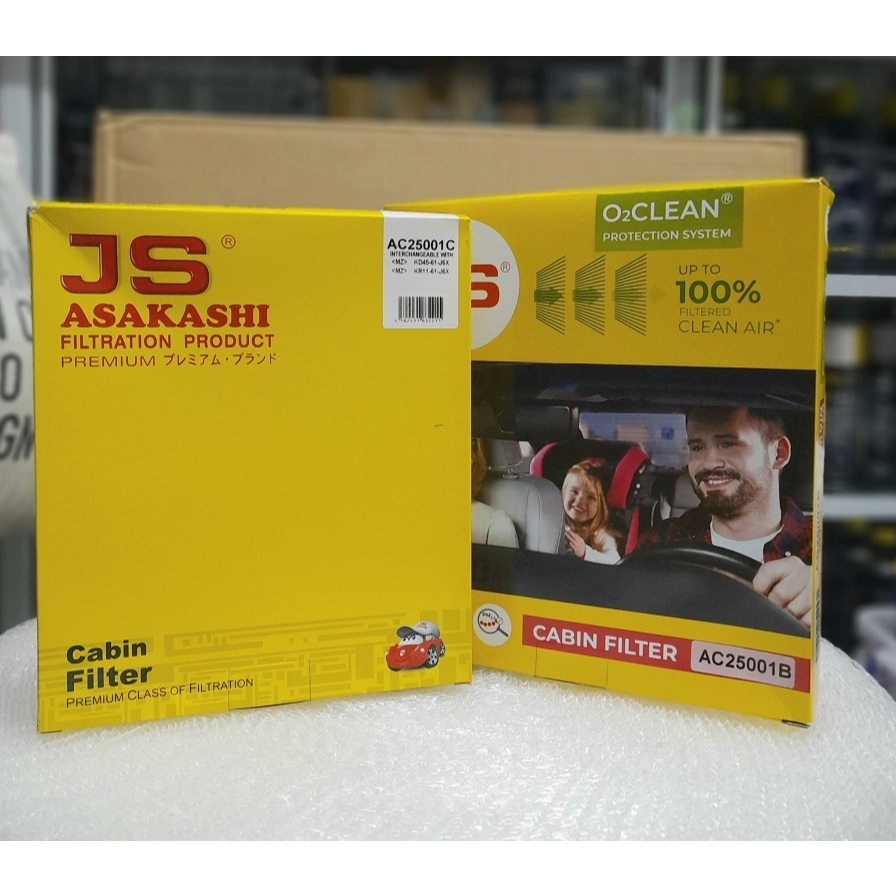 JS®
ASAKASHI
FILTRATION PRODUCT
PREMIUM プレミアム・ブランド
AC25001C
INTERCHANGEABLE WITH
<MZ> KD45-61-J6X
<MZ> KR11-61-J6X
Cabin
Filter
PREMIUM CLASS OF FILTRATION
O₂CLEAN®
PROTECTION SYSTEM
S®
UP TO
100%
FILTERED
CLEAN AIR*
CABIN FILTER
AC25001B